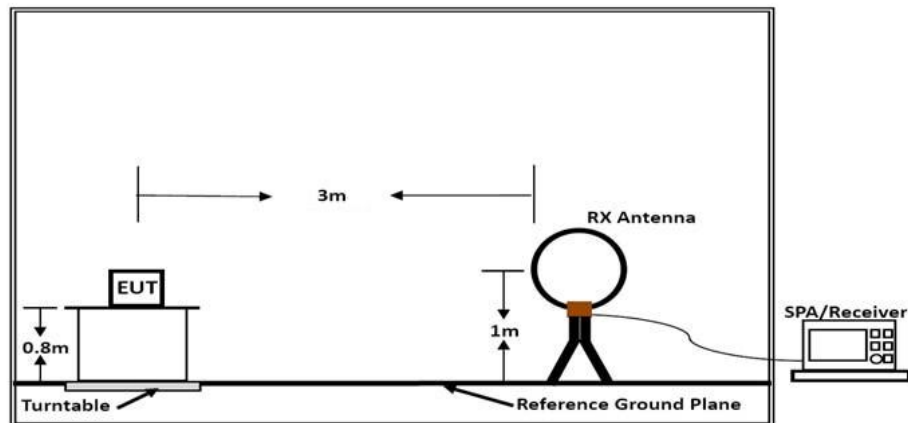 3m
RX Antenna
EUT
1m
SPA/Receiver
0.8m
Turntable
Reference Ground Plane